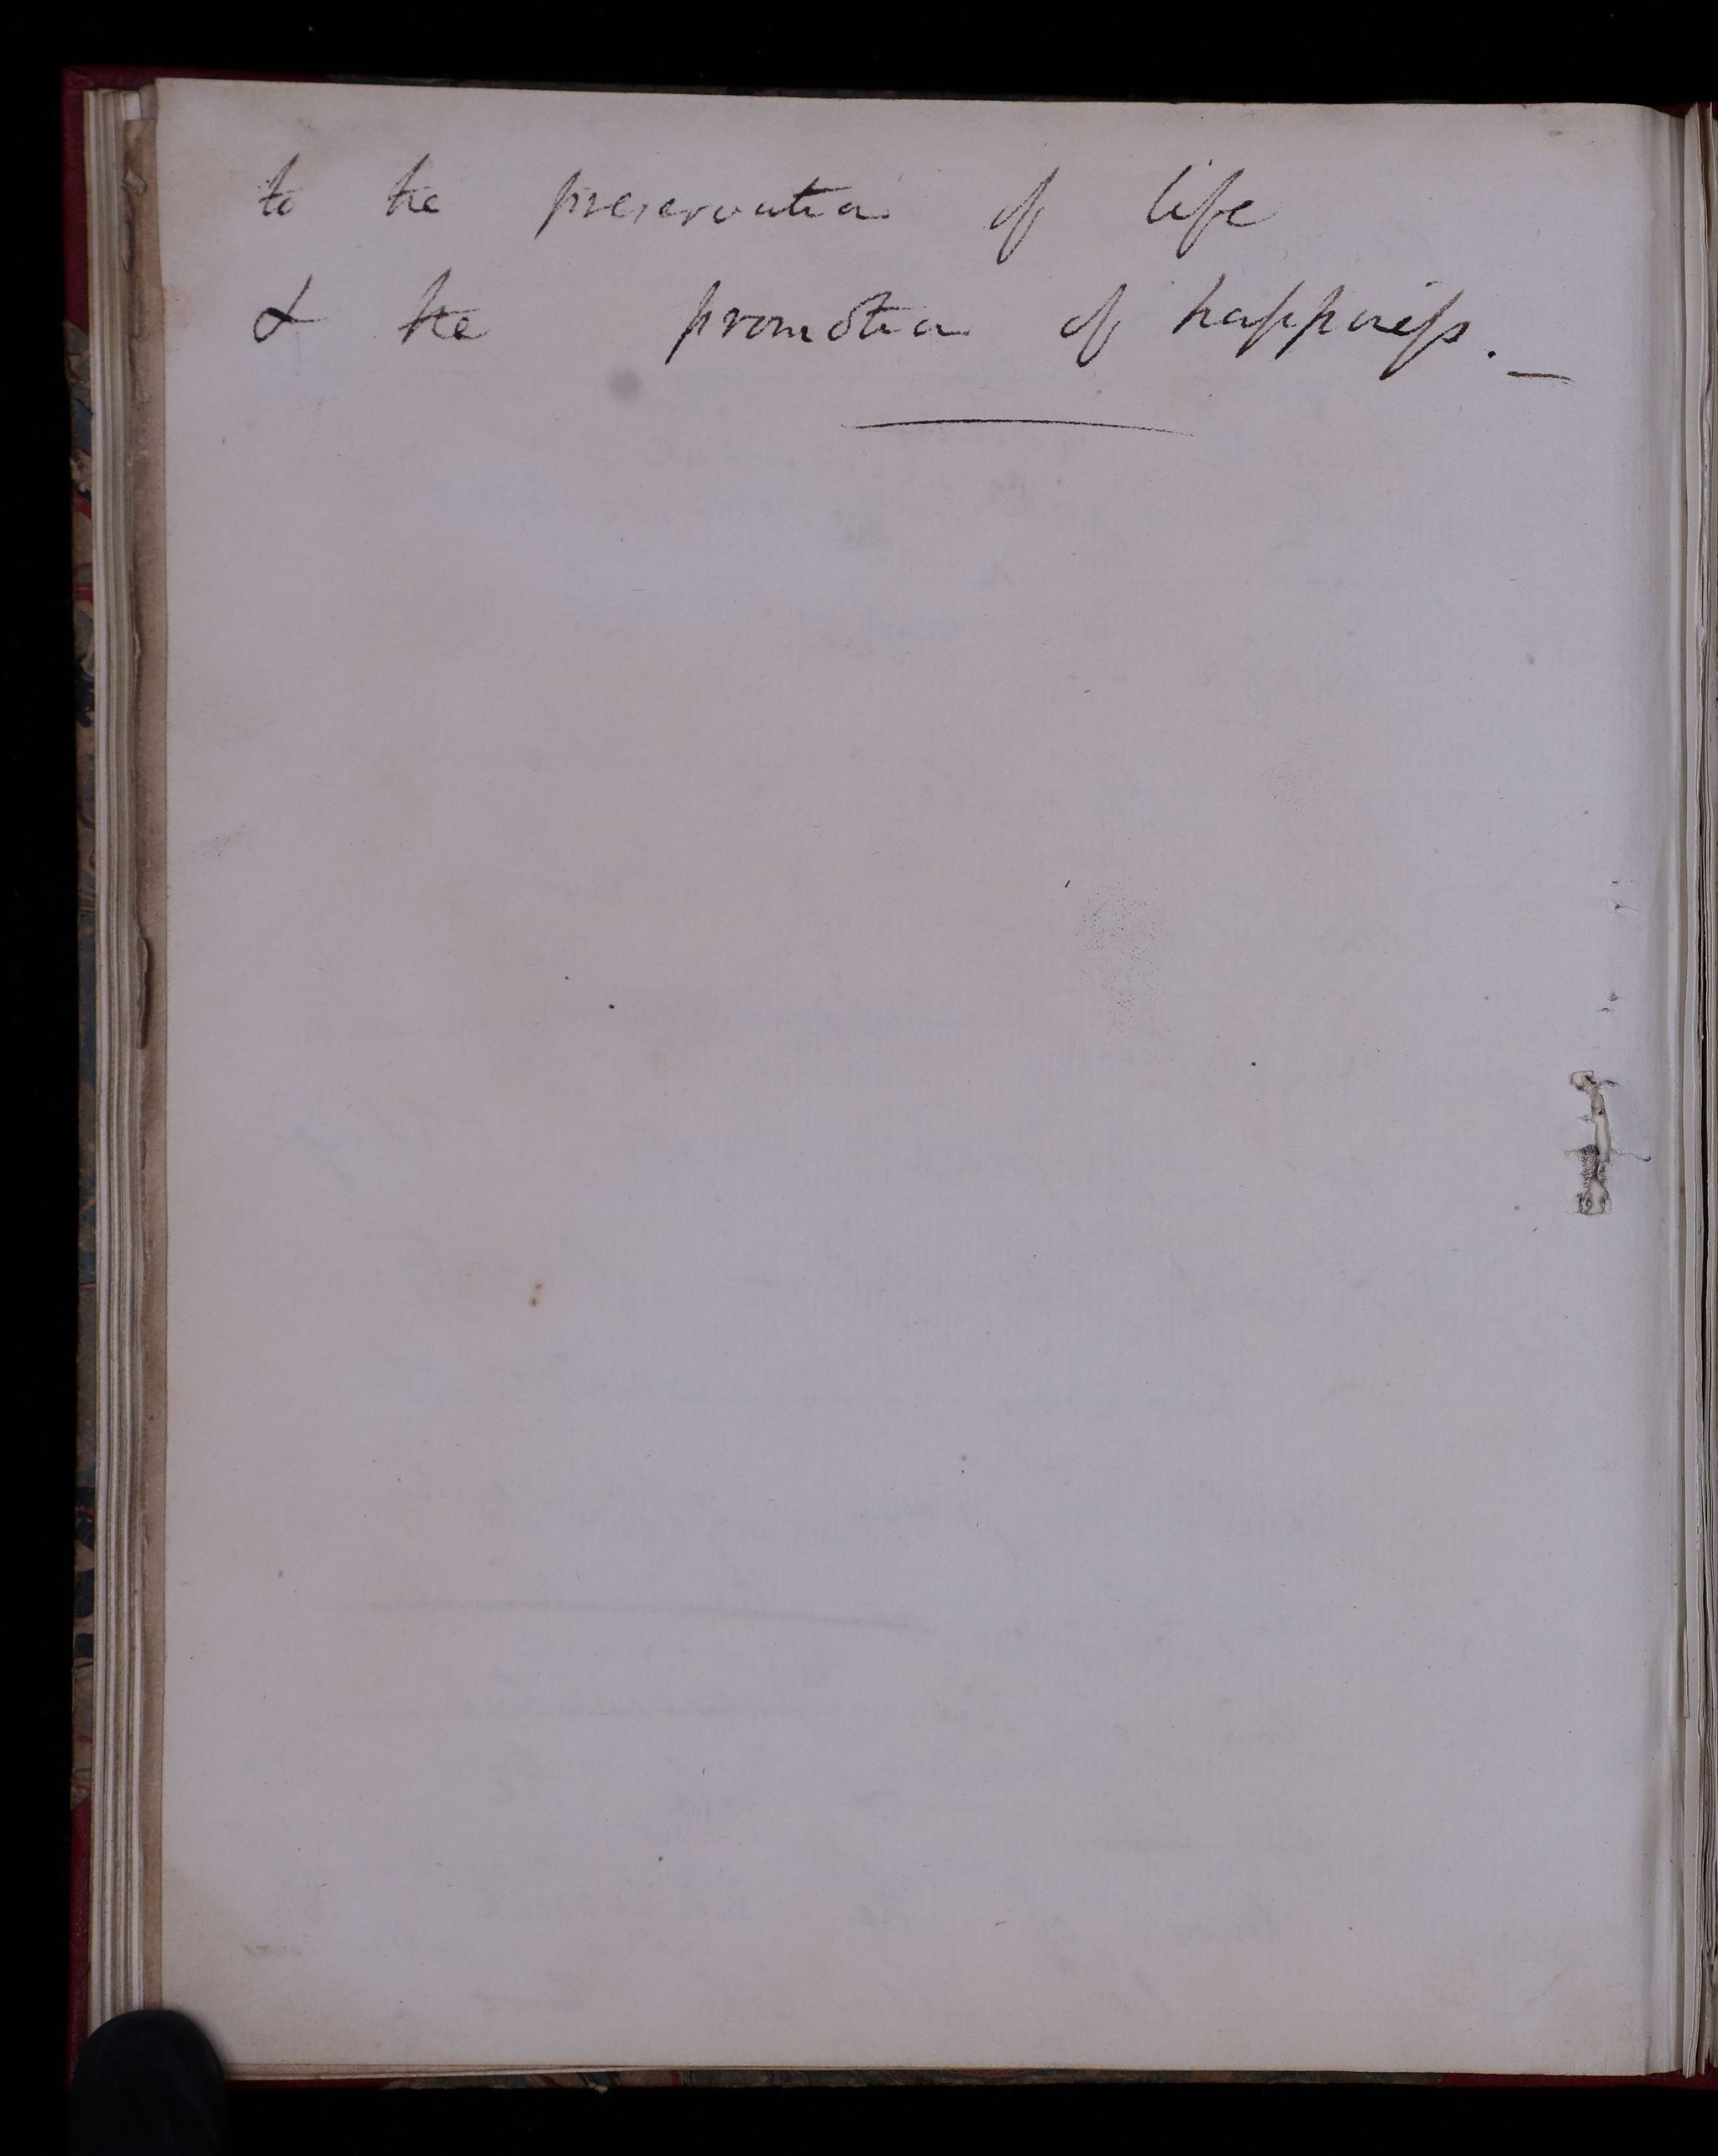 to the preservation of life
& the promotion of happiness. _